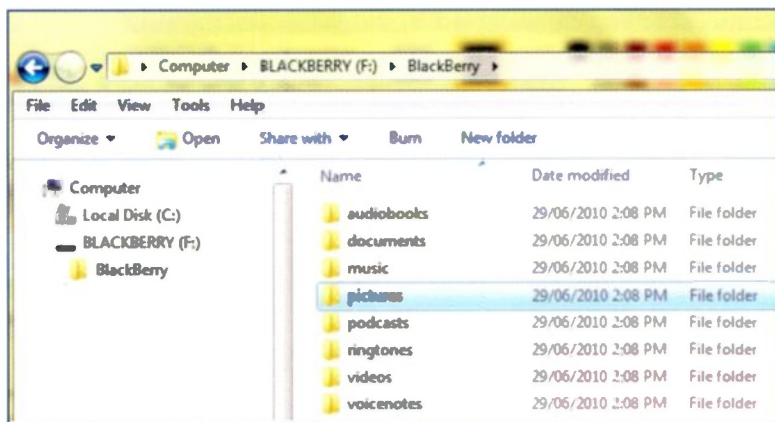 Computer ▸ BLACKBERRY (F:) ▸ BlackBerry ▸
File Edit View Tools Help
Organize Open Share with Burn New folder
Computer
Local Disk (C:)
BLACKBERRY (F:)
BlackBerry
Name Date modified Type
audiobooks 29/06/2010 2:08 PM File folder
documents 29/06/2010 2:08 PM File folder
music 29/06/2010 2:08 PM File folder
pictures 29/06/2010 2:08 PM File folder
podcasts 29/06/2010 2:08 PM File folder
ringtones 29/06/2010 2:08 PM File folder
videos 29/06/2010 2:08 PM File folder
voicenotes 29/06/2010 2:08 PM File folder